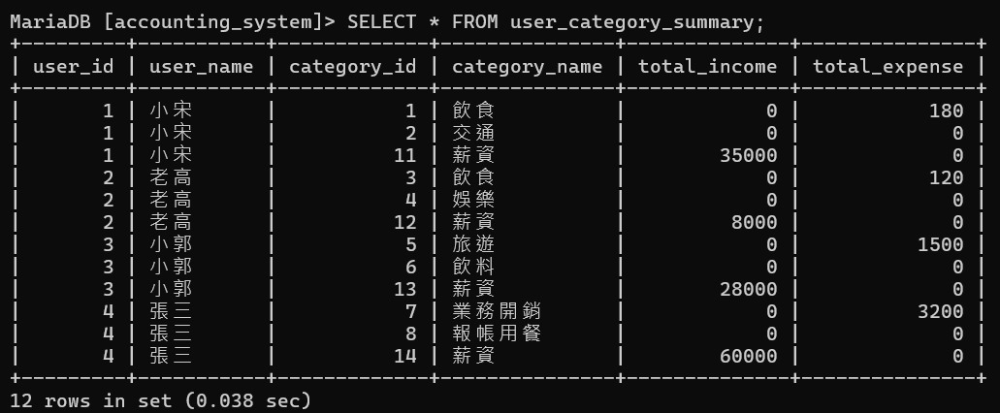 MariaDB [accounting_system]> SELECT * FROM user_category_summary;
+---------+-----------+-------------+---------------+--------------+---------------+
| user_id | user_name | category_id | category_name | total_income | total_expense |
+---------+-----------+-------------+---------------+--------------+---------------+
|       1 | 小宋      |           1 | 飲食          |            0 |           180 |
|       1 | 小宋      |           2 | 交通          |            0 |             0 |
|       1 | 小宋      |          11 | 薪資          |        35000 |             0 |
|       2 | 老高      |           3 | 飲食          |            0 |           120 |
|       2 | 老高      |           4 | 娛樂          |            0 |             0 |
|       2 | 老高      |          12 | 薪資          |         8000 |             0 |
|       3 | 小郭      |           5 | 旅遊          |            0 |          1500 |
|       3 | 小郭      |           6 | 飲料          |            0 |             0 |
|       3 | 小郭      |          13 | 薪資          |        28000 |             0 |
|       4 | 張三      |           7 | 業務開銷      |            0 |          3200 |
|       4 | 張三      |           8 | 報帳用餐      |            0 |             0 |
|       4 | 張三      |          14 | 薪資          |        60000 |             0 |
+---------+-----------+-------------+---------------+--------------+---------------+
12 rows in set (0.038 sec)